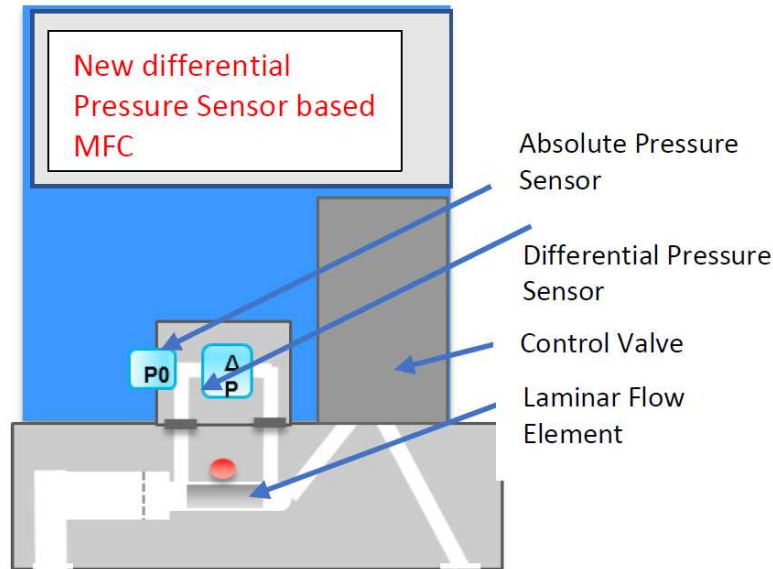 New differential
Pressure Sensor based
MFC
Absolute Pressure
Sensor
Differential Pressure
Sensor
Control Valve
Laminar Flow
Element
P0
Δ
P